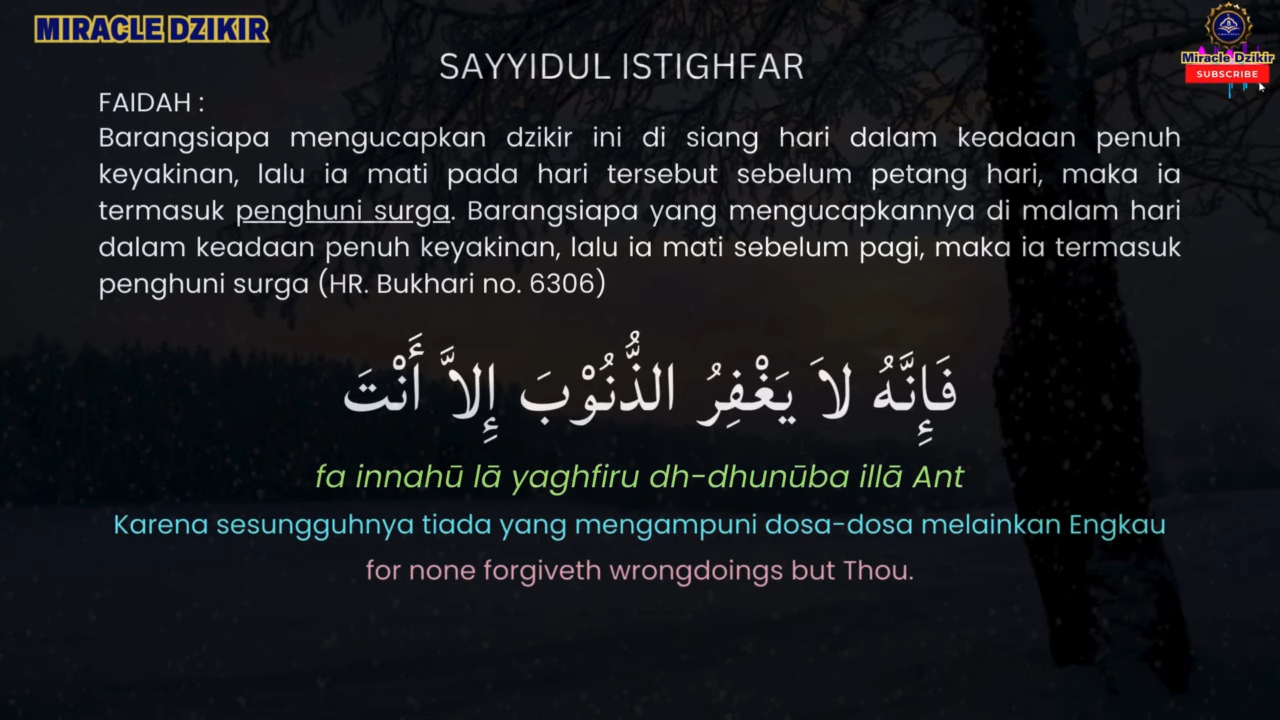 MIRACLE DZIKIR
Miracle Dzikir
SUBSCRIBE
SAYYIDUL ISTIGHFAR
FAIDAH :
Barangsiapa mengucapkan dzikir ini di siang hari dalam keadaan penuh
keyakinan, lalu ia mati pada hari tersebut sebelum petang hari, maka ia
termasuk penghuni surga. Barangsiapa yang mengucapkannya di malam hari
dalam keadaan penuh keyakinan, lalu ia mati sebelum pagi, maka ia termasuk
penghuni surga (HR. Bukhari no. 6306)
فَإِنَّهُ لاَ يَغْفِرُ الذُّنُوْبَ إِلاَّ أَنْتَ
fa innahū lā yaghfiru dh-dhunūba illā Ant
Karena sesungguhnya tiada yang mengampuni dosa-dosa melainkan Engkau
for none forgiveth wrongdoings but Thou.